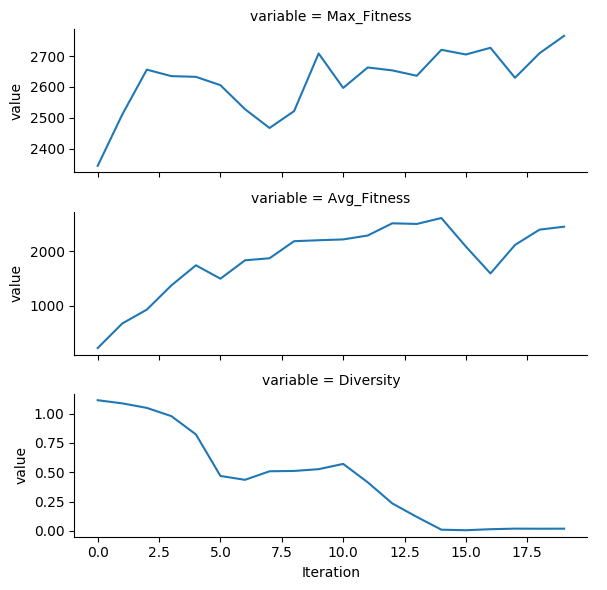 variable = Max_Fitness
2700
2600
2500
2400
value
variable = Avg_Fitness
2000
1000
value
variable = Diversity
1.00
0.75
0.50
0.25
0.00
value
0.0 2.5 5.0 7.5 10.0 12.5 15.0 17.5
Iteration